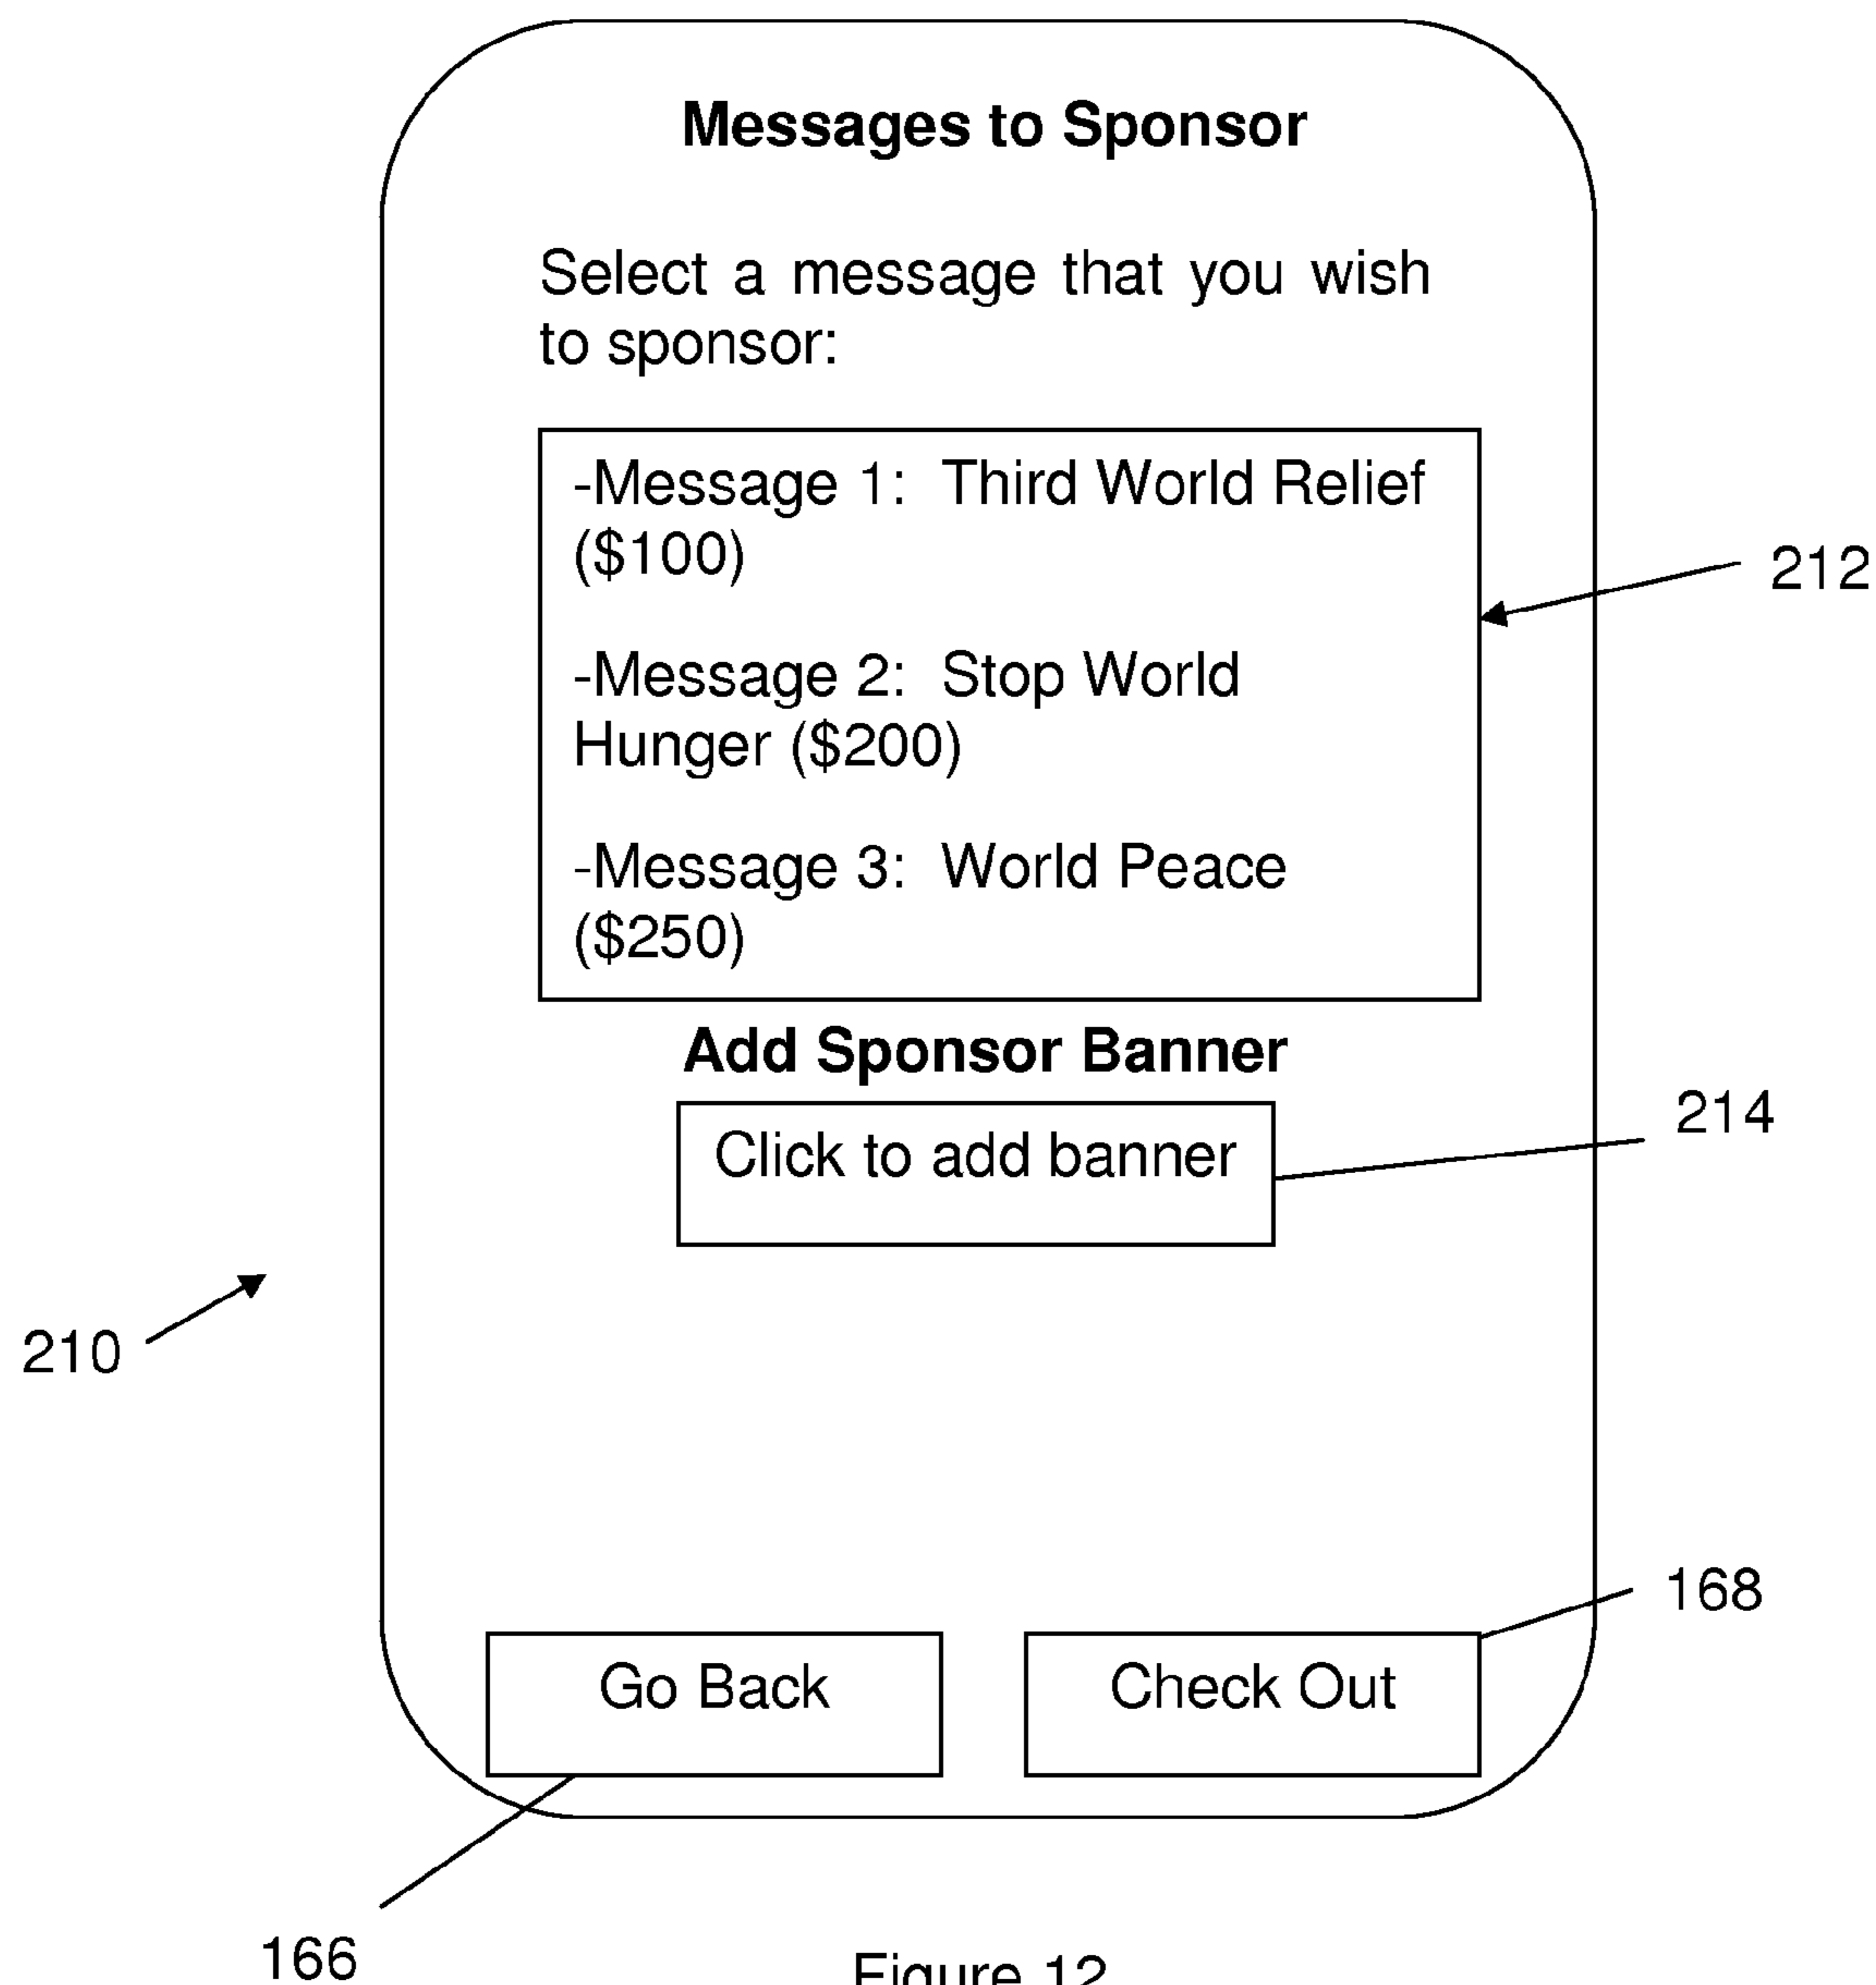 Messages to Sponsor
Select a message that you wish
to sponsor:
-Message 1: Third World Relief
($100)
212
-Message 2: Stop World
Hunger ($200)
-Message 3: World Peace
($250)
Add Sponsor Banner
214
Click to add banner
210
168
Go Back
Check Out
166
Figure 12